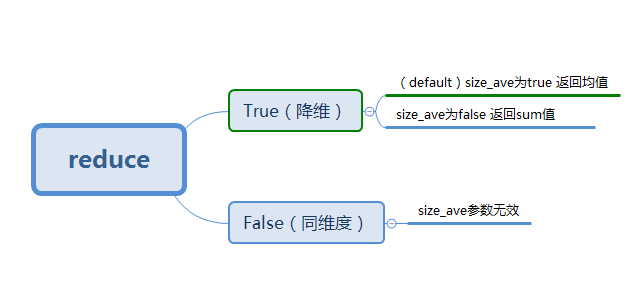 reduce
True（降维）
（default）size_ave为true 返回均值
size_ave为false 返回sum值
False（同维度）
size_ave参数无效